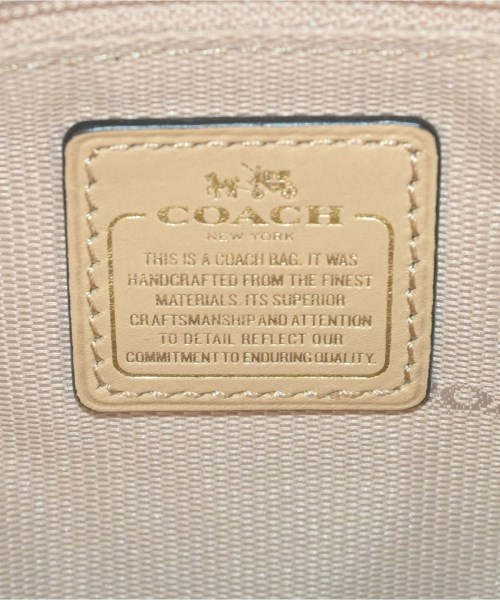 COACH
NEW YORK
THIS IS A COACH BAG. IT WAS
HANDCRAFTED FROM THE FINEST
MATERIALS. ITS SUPERIOR
CRAFTSMANSHIP AND ATTENTION
TO DETAIL REFLECT OUR
COMMITMENT TO ENDURING QUALITY.